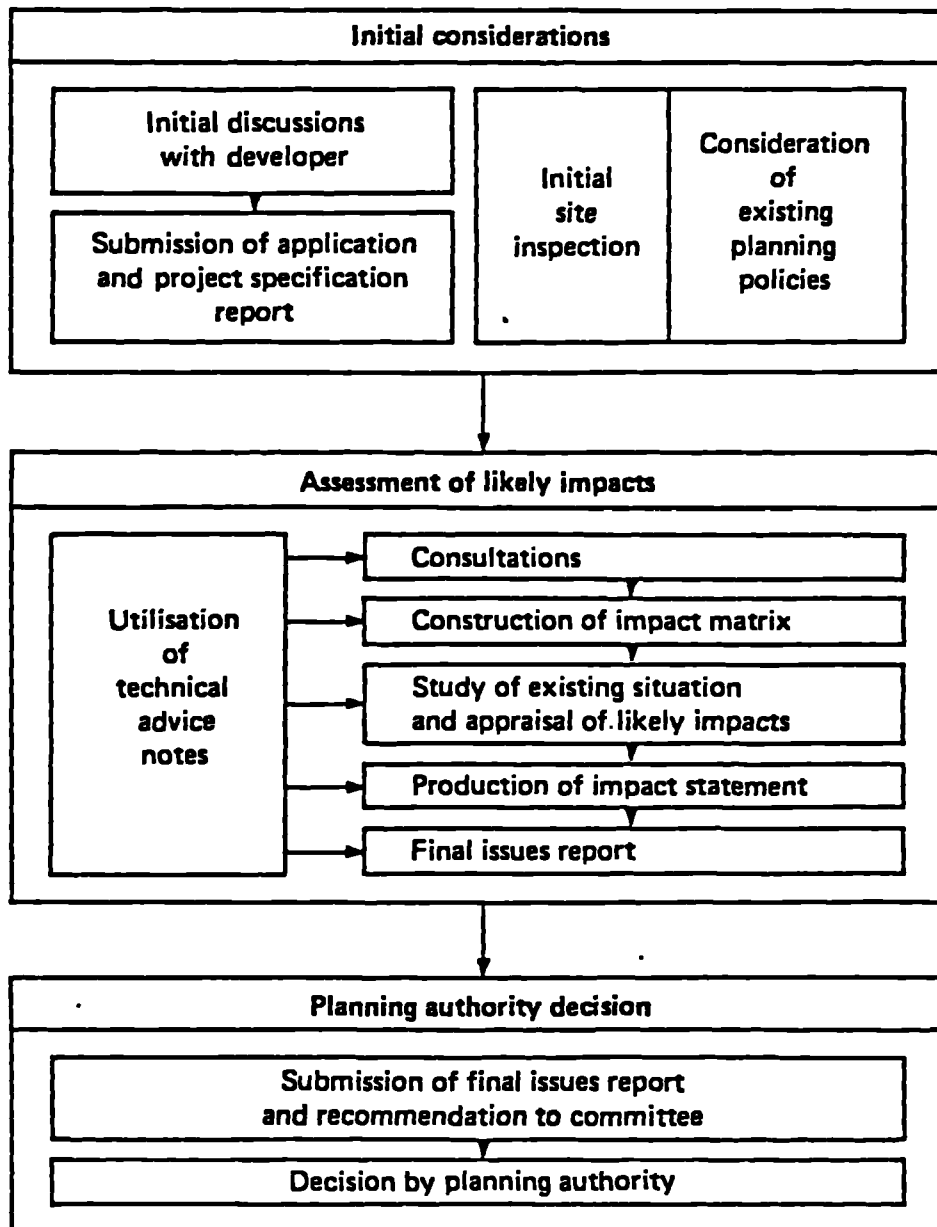 Initial considerations
Initial discussions
with developer
Submission of application
and project specification
report
Initial
site
inspection
Consideration
of
existing
planning
policies
Assessment of likely impacts
Utilisation
of
technical
advice
notes
Consultations
Construction of impact matrix
Study of existing situation
and appraisal of likely impacts
Production of impact statement
Final issues report
Planning authority decision
Submission of final issues report
and recommendation to committee
Decision by planning authority